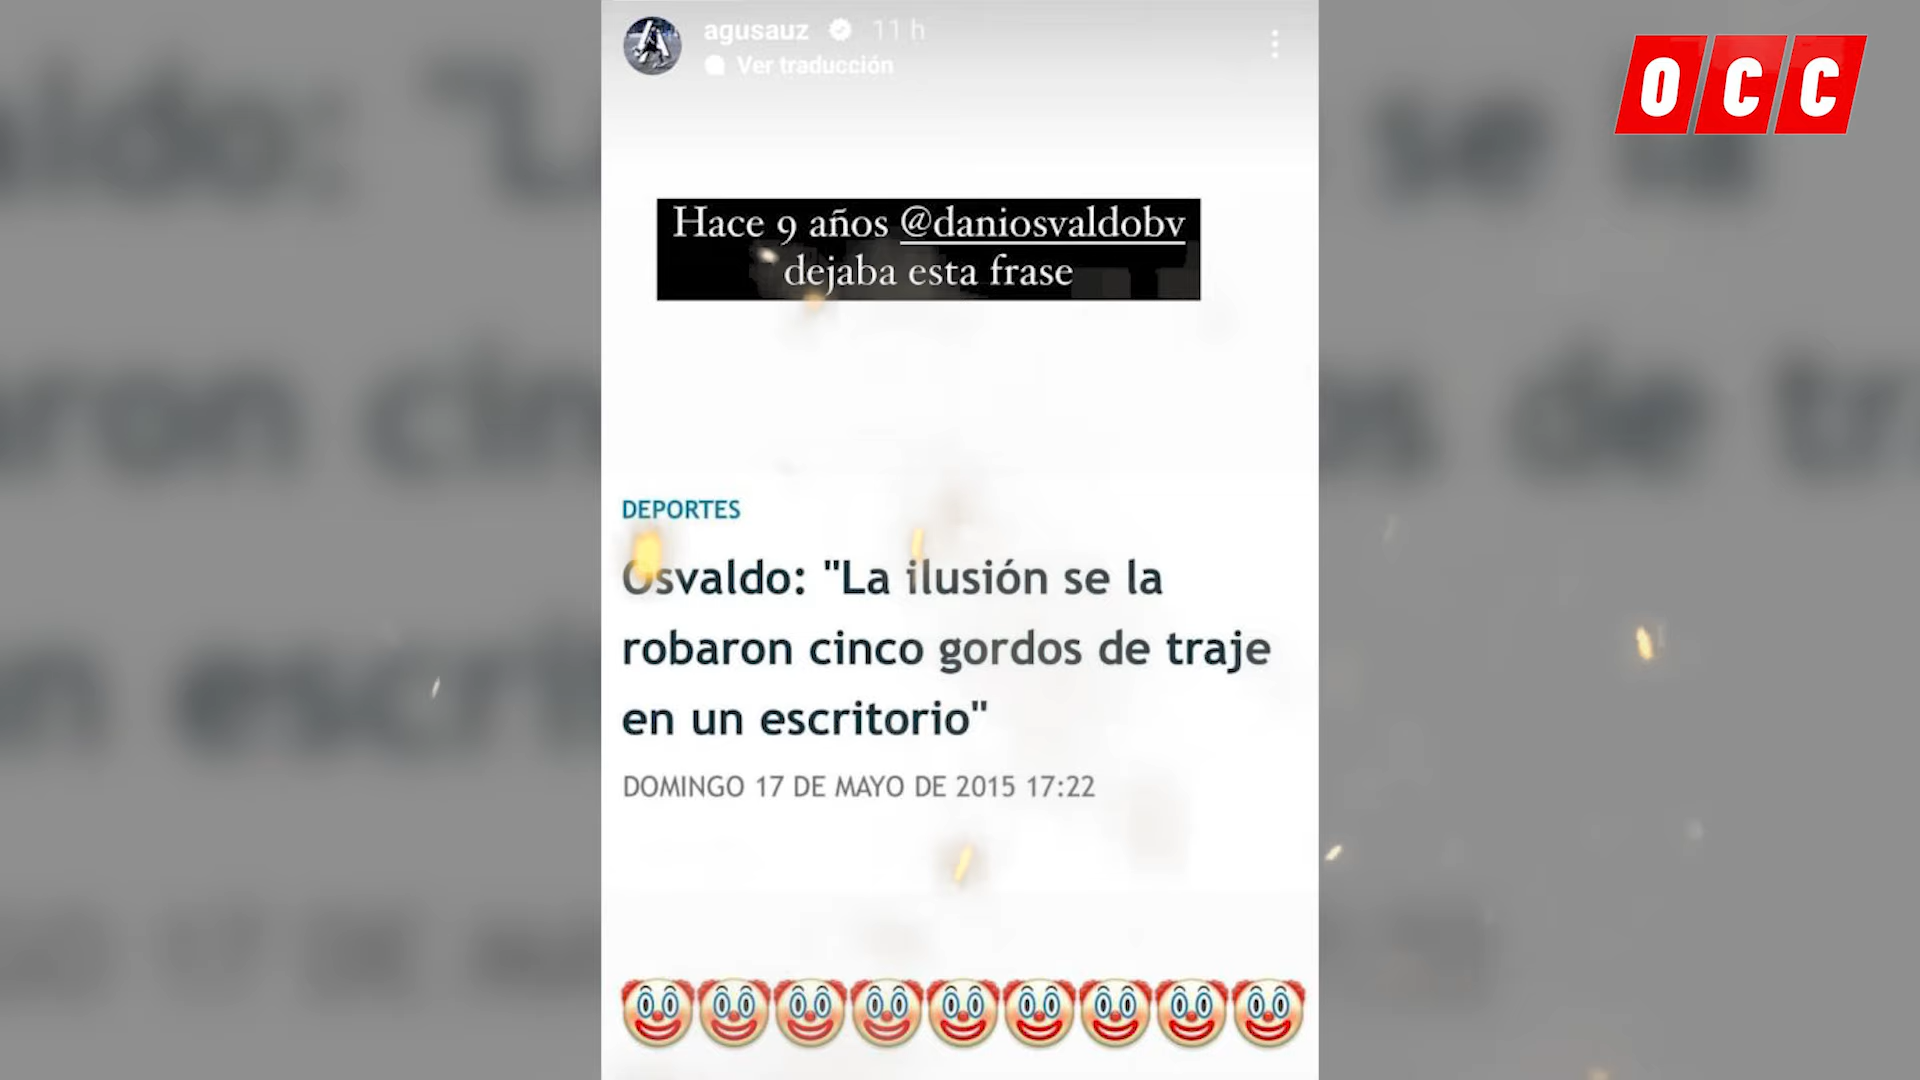 agusauz 11 h
Ver traducción
OCC
Hace 9 años @daniosvaldobv
dejaba esta frase
DEPORTES
Osvaldo: "La ilusión se la
robaron cinco gordos de traje
en un escritorio"
DOMINGO 17 DE MAYO DE 2015 17:22